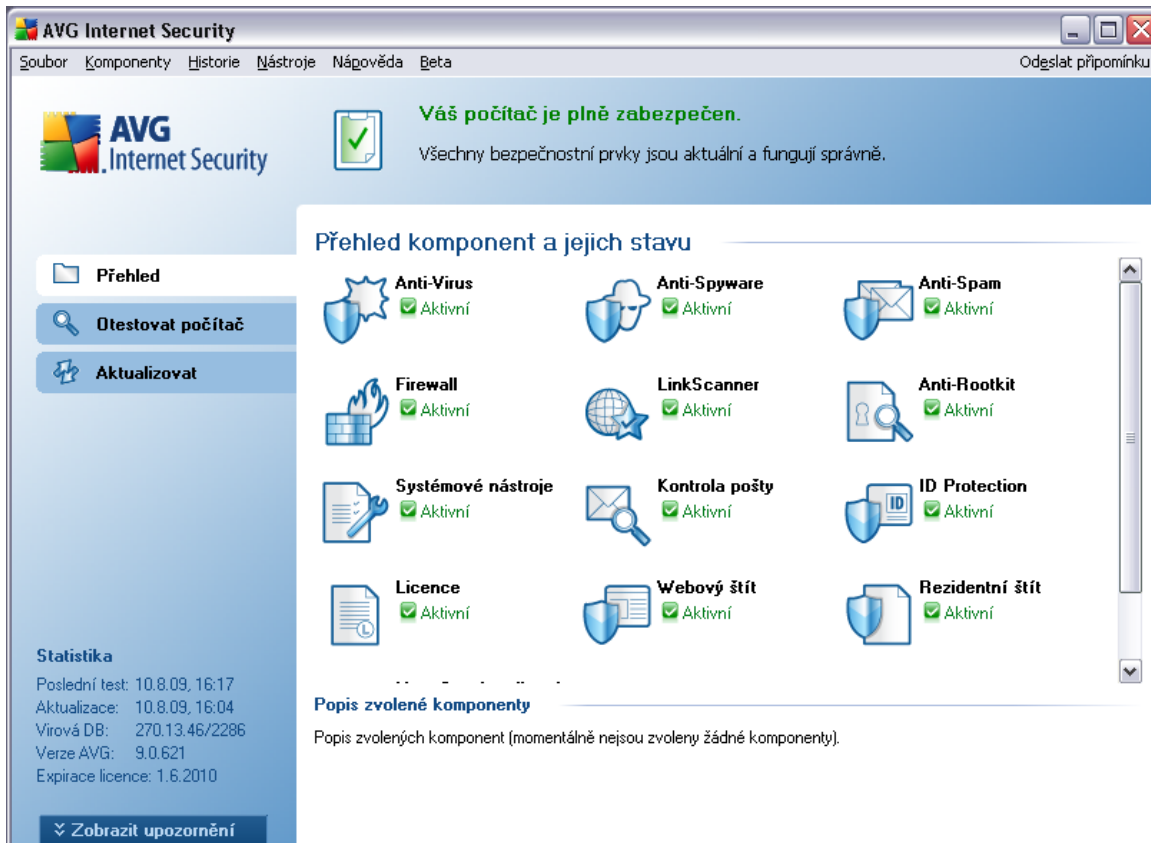 AVG Internet Security
Soubor Komponenty Historie Nástroje Nápověda Beta Odeslat připomínku
AVG
Internet Security
Váš počítač je plně zabezpečen.
Všechny bezpečnostní prvky jsou aktuální a fungují správně.
Přehled
Otestovat počítač
Aktualizovat
Přehled komponent a jejich stavu
Anti-Virus
Aktivní
Anti-Spyware
Aktivní
Anti-Spam
Aktivní
Firewall
Aktivní
LinkScanner
Aktivní
Anti-Rootkit
Aktivní
Systémové nástroje
Aktivní
Kontrola pošty
Aktivní
ID
ID Protection
Aktivní
L
Licence
Aktivní
Webový štít
Aktivní
Rezidentní štít
Aktivní
Popis zvolené komponenty
Popis zvolených komponent (momentálně nejsou zvoleny žádné komponenty).
Statistika
Poslední test: 10.8.09, 16:17
Aktualizace: 10.8.09, 16:04
Virová DB: 270.13.46/2286
Verze AVG: 9.0.621
Expirace licence: 1.6.2010
Zobrazit upozornění